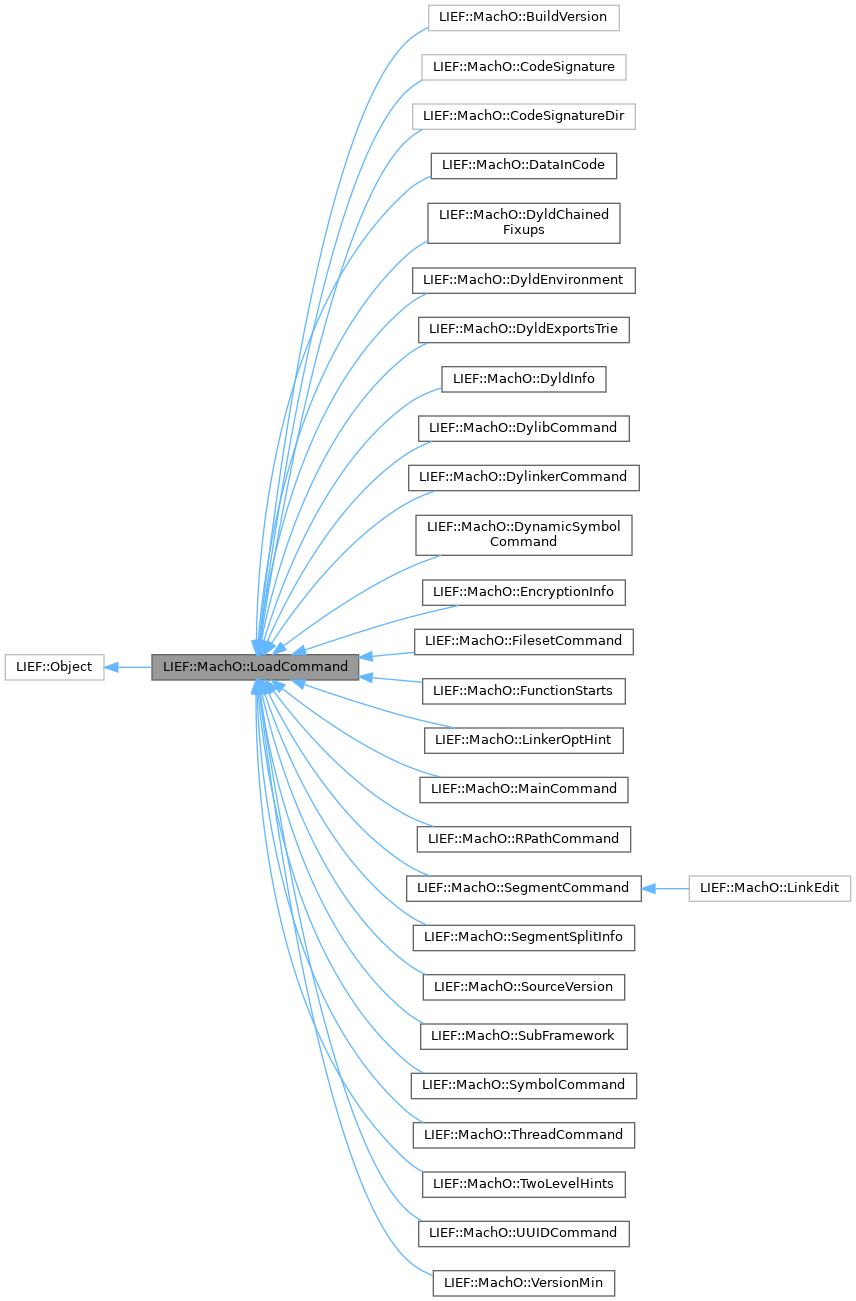 LIEF::MachO::BuildVersion
LIEF::MachO::CodeSignature
LIEF::MachO::CodeSignatureDir
LIEF::MachO::DataInCode
LIEF::MachO::DyldChained
Fixups
LIEF::MachO::DyldEnvironment
LIEF::MachO::DyldExportsTrie
LIEF::MachO::DyldInfo
LIEF::MachO::DylibCommand
LIEF::MachO::DylinkerCommand
LIEF::MachO::DynamicSymbol
Command
LIEF::MachO::EncryptionInfo
LIEF::MachO::FilesetCommand
LIEF::Object
LIEF::MachO::LoadCommand
LIEF::MachO::FunctionStarts
LIEF::MachO::LinkerOptHint
LIEF::MachO::MainCommand
LIEF::MachO::RPathCommand
LIEF::MachO::SegmentCommand
LIEF::MachO::LinkEdit
LIEF::MachO::SegmentSplitInfo
LIEF::MachO::SourceVersion
LIEF::MachO::SubFramework
LIEF::MachO::SymbolCommand
LIEF::MachO::ThreadCommand
LIEF::MachO::TwoLevelHints
LIEF::MachO::UUIDCommand
LIEF::MachO::VersionMin